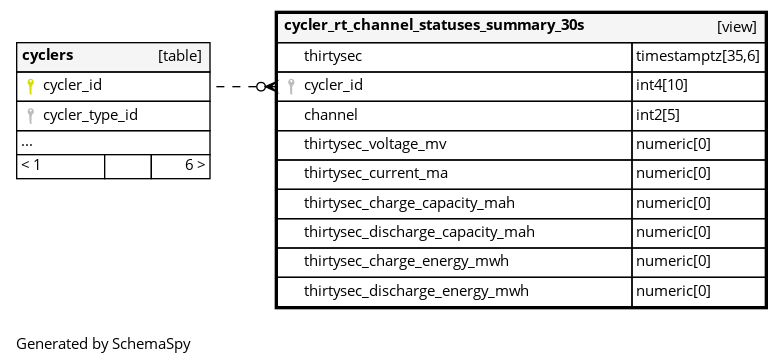 cyclers [table]
cycler_id
cycler_type_id
...
< 1 6 >
cycler_rt_channel_statuses_summary_30s [view]
thirtysec timestamptz[35,6]
cycler_id int4[10]
channel int2[5]
thirtysec_voltage_mv numeric[0]
thirtysec_current_ma numeric[0]
thirtysec_charge_capacity_mah numeric[0]
thirtysec_discharge_capacity_mah numeric[0]
thirtysec_charge_energy_mwh numeric[0]
thirtysec_discharge_energy_mwh numeric[0]
Generated by SchemaSpy